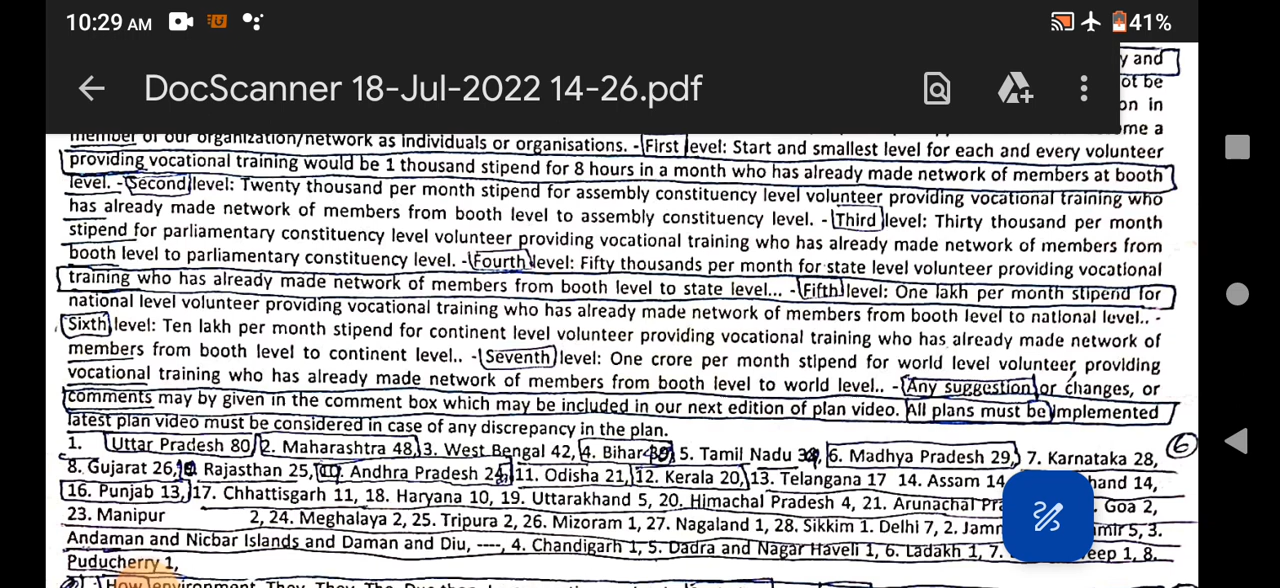 10:29 AM 41%
DocScanner 18-Jul-2022 14-26.pdf
y and
ot be
on in
me a
member of our organization/network as individuals or organisations. - First level: Start and smallest level for each and every volunteer
providing vocational training would be 1 thousand stipend for 8 hours in a month who has already made network of members at booth
level. - Second level: Twenty thousand per month stipend for assembly constituency level volunteer providing vocational training who
has already made network of members from booth level to assembly constituency level. - Third level: Thirty thousand per month
stipend for parliamentary constituency level volunteer providing vocational training who has already made network of members from
booth level to parliamentary constituency level. - Fourth level: Fifty thousands per month for state level volunteer providing vocational
training who has already made network of members from booth level to state level... - Fifth level: One lakh per month stipend for
national level volunteer providing vocational training who has already made network of members from booth level to national level.. -
Sixth level: Ten lakh per month stipend for continent level volunteer providing vocational training who has already made network of
members from booth level to continent level.. - Seventh level: One crore per month stipend for world level volunteer providing
vocational training who has already made network of members from booth level to world level.. - Any suggestion or changes, or
comments may by given in the comment box which may be included in our next edition of plan video. All plans must be implemented
latest plan video must be considered in case of any discrepancy in the plan.
1. Uttar Pradesh 80, 2. Maharashtra 48, 3. West Bengal 42, 4. Bihar 5. Tamil Nadu 6. Madhya Pradesh 29, 7. Karnataka 28, 6
8. Gujarat 26, Rajasthan 25, 10. Andhra Pradesh 11. Odisha 21, 12. Kerala 20, 13. Telangana 17 14. Assam 14 hand 14,
16. Punjab 13, 17. Chhattisgarh 11, 18. Haryana 10, 19. Uttarakhand 5, 20. Himachal Pradesh 4, 21. Arunachal Pra Goa 2,
23. Manipur 2, 24. Meghalaya 2, 25. Tripura 2, 26. Mizoram 1, 27. Nagaland 1, 28. Sikkim 1. Delhi 7, 2. Jamm mir 5, 3.
Andaman and Nicbar Islands and Daman and Diu, ----, 4. Chandigarh 1, 5. Dadra and Nagar Haveli 1, 6. Ladakh 1, 7. eep 1, 8.
Puducherry 1,
How environment